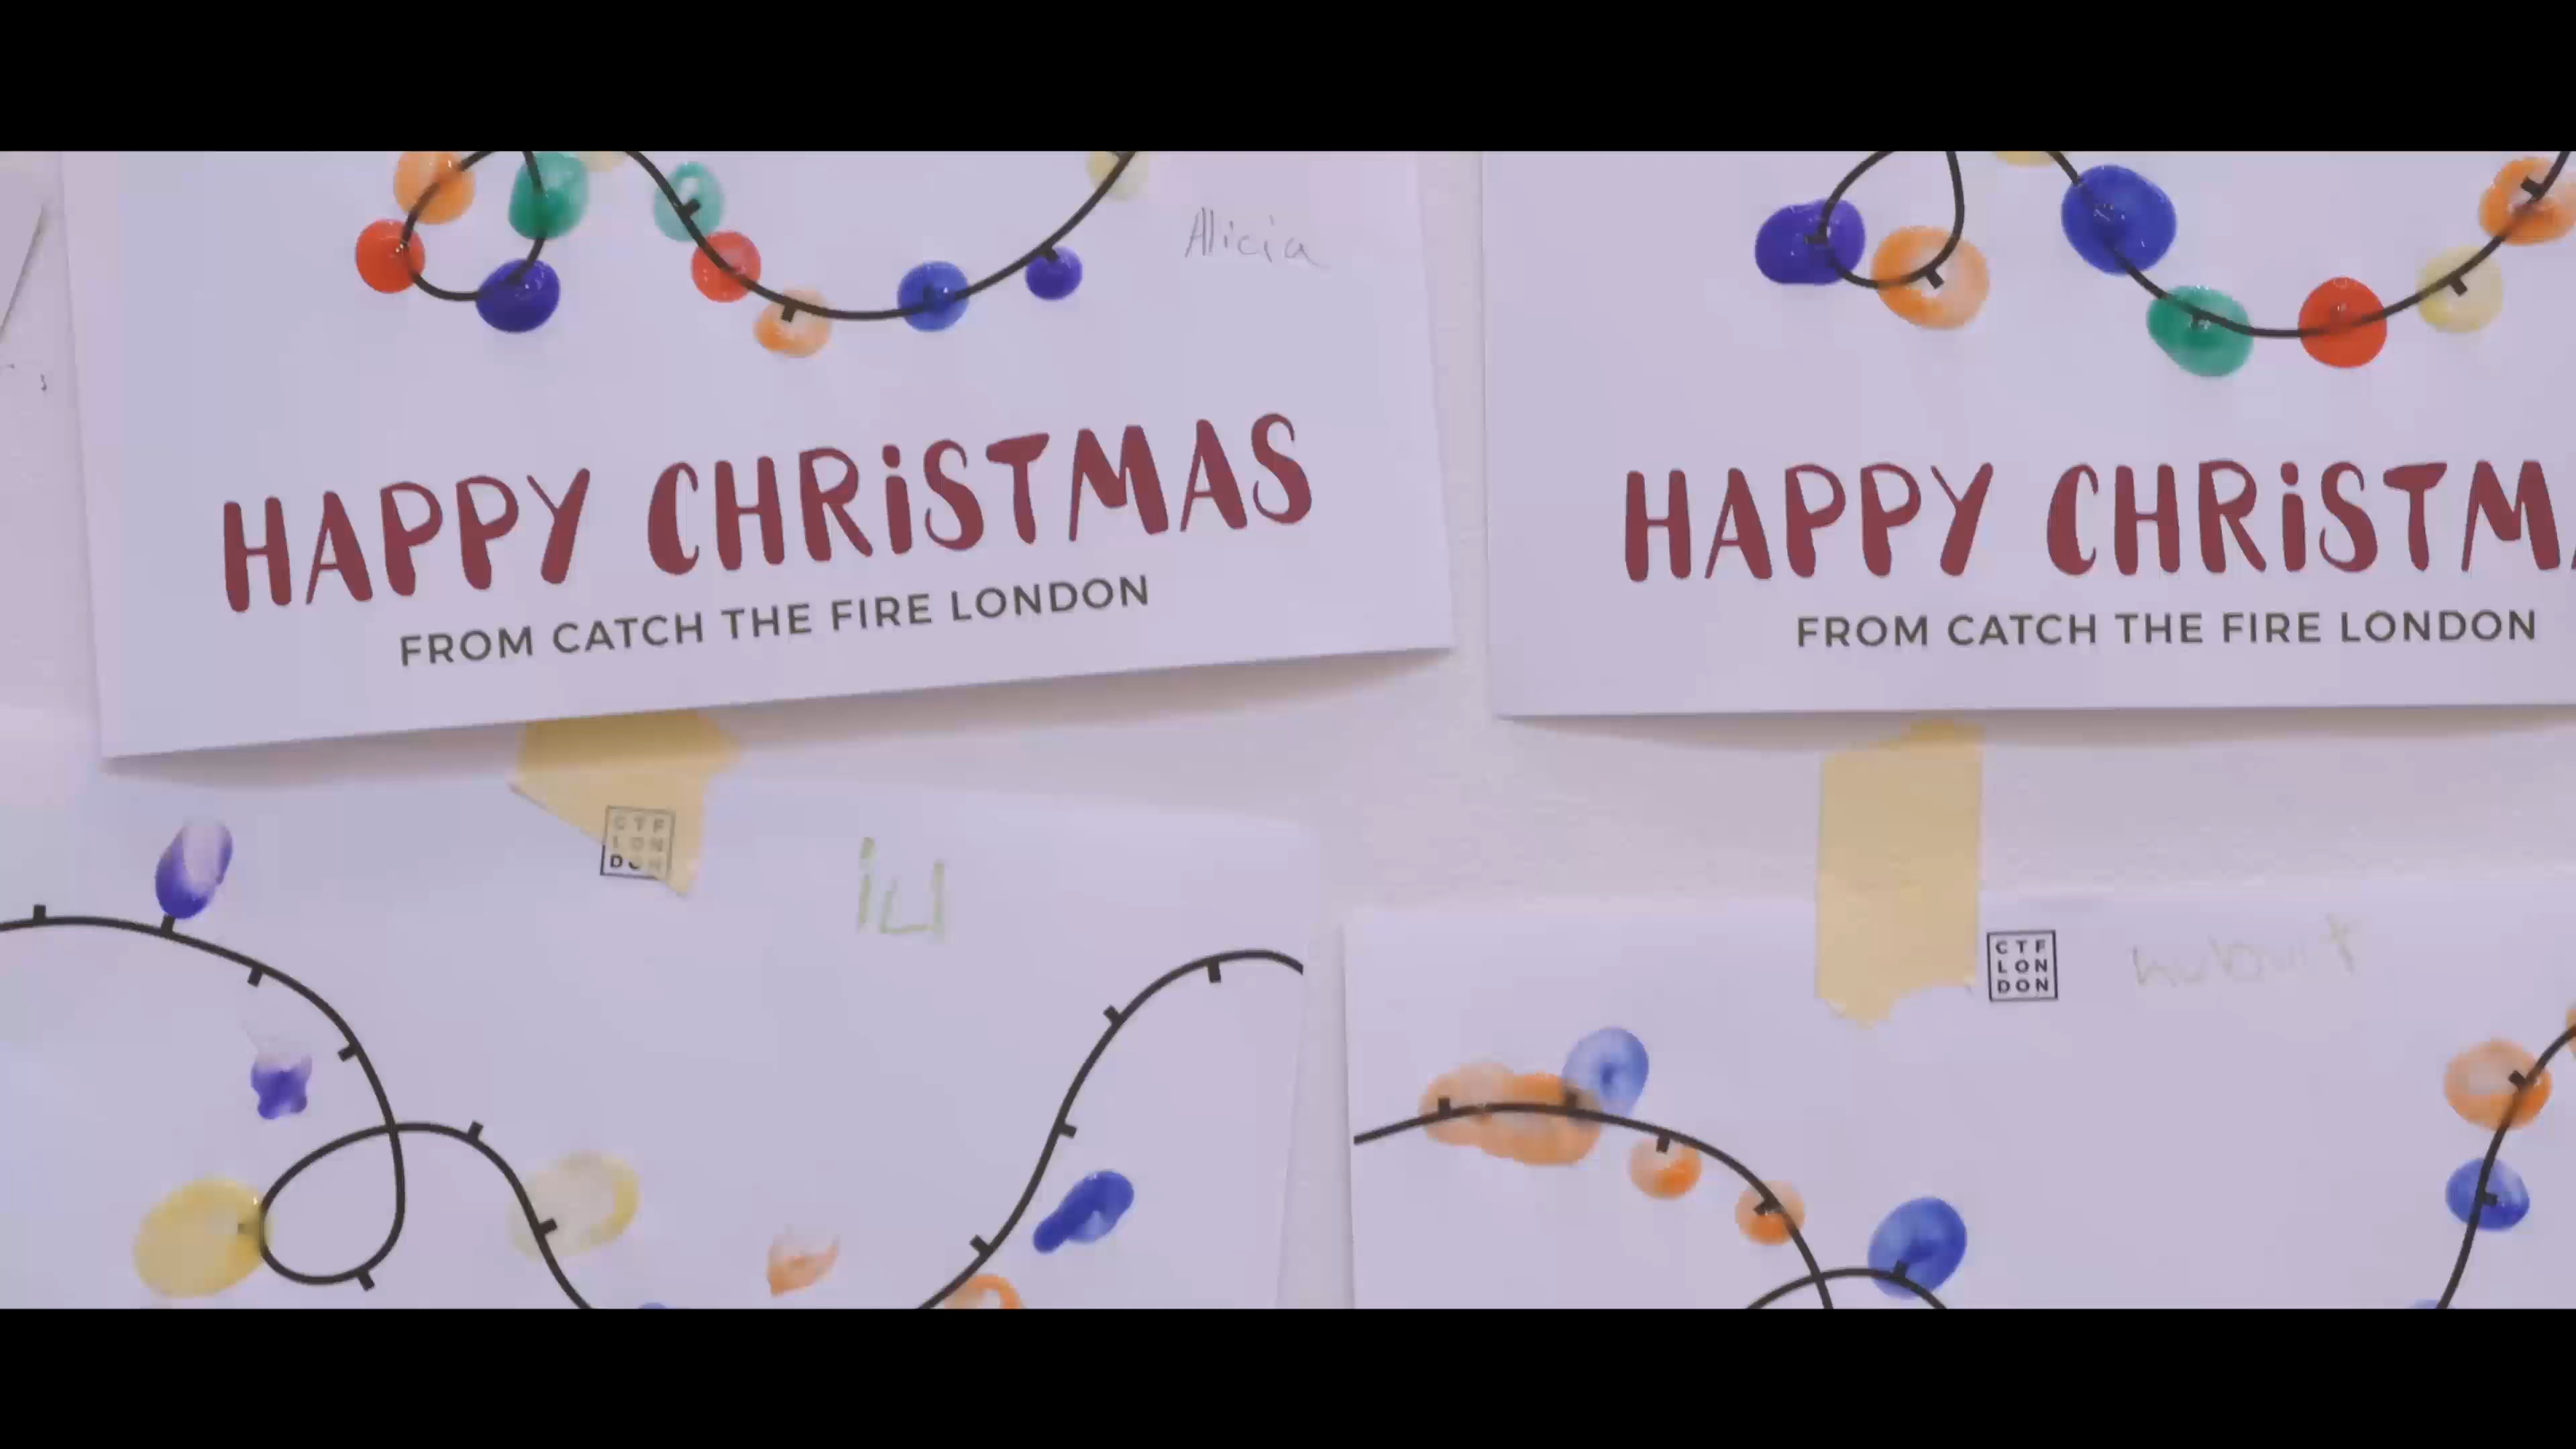 Alicia
HAPPY CHRiSTMAS
FROM CATCH THE FIRE LONDON
HAPPY CHRiSTMA
FROM CATCH THE FIRE LONDON
CTF
LON
DON
CTF
LON
DON